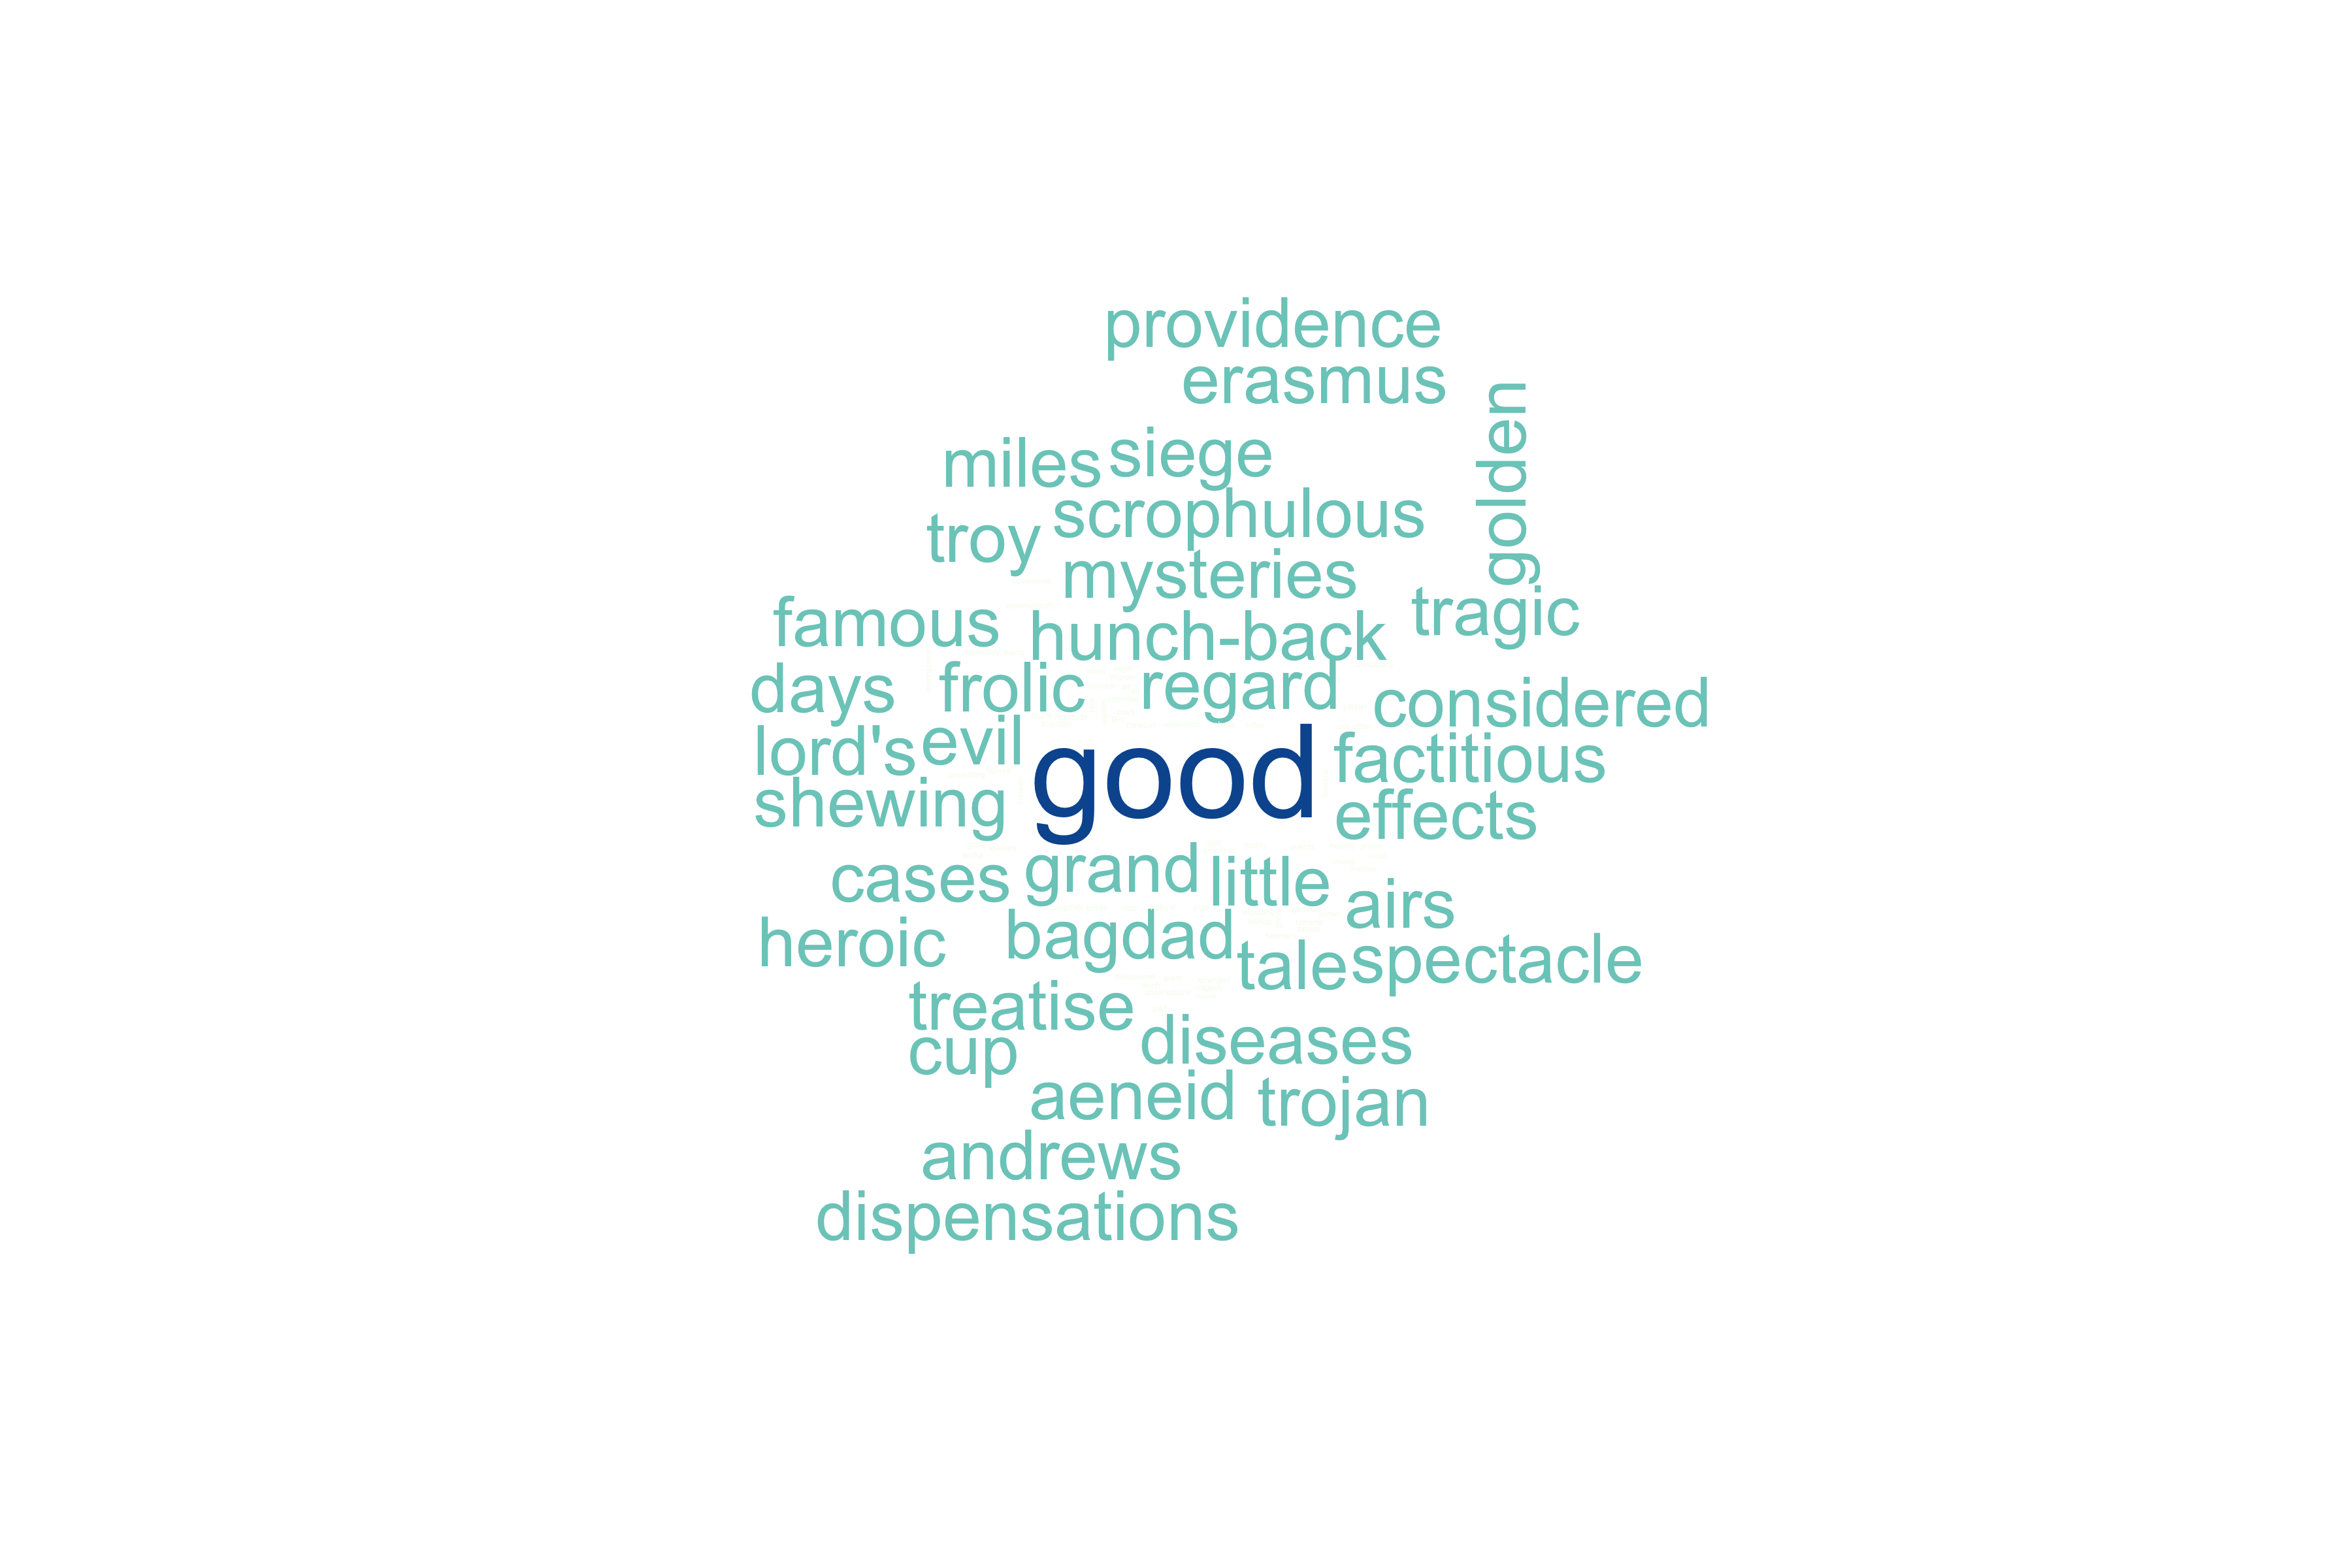 providence
erasmus
golden
miles siege
troy scrophulous
mysteries
famous hunch-back tragic
days frolic regard considered
lord's evil good factitious
shewing effects
cases grand little airs
heroic bagdad tale spectacle
treatise
cup diseases
aeneid trojan
andrews
dispensations